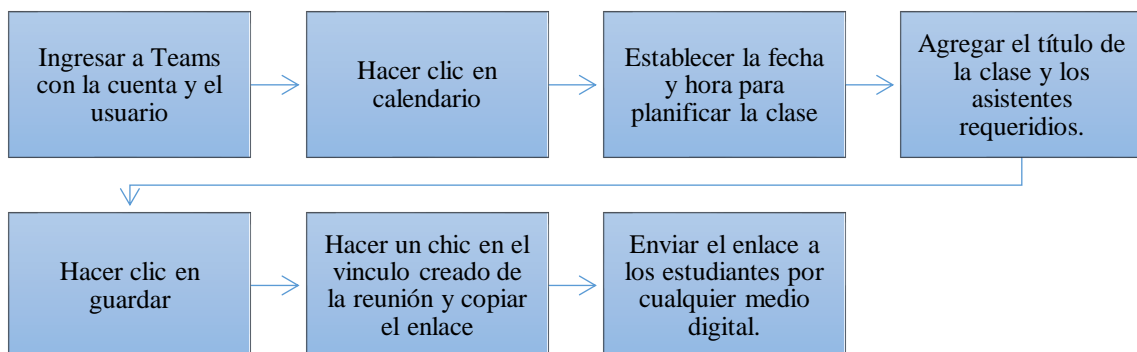 Ingresar a Teams
con la cuenta y el
usuario
Hacer clic en
calendario
Establecer la fecha
y hora para
planificar la clase
Agregar el título de
la clase y los
asistentes
requeridios.
Hacer clic en
guardar
Hacer un chic en el
vinculo creado de
la reunión y copiar
el enlace
Enviar el enlace a
los estudiantes por
cualquier medio
digital.